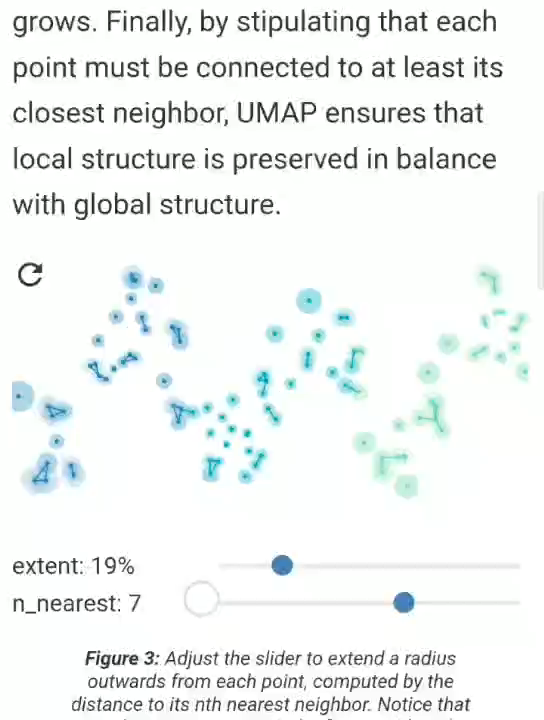 grows. Finally, by stipulating that each
point must be connected to at least its
closest neighbor, UMAP ensures that
local structure is preserved in balance
with global structure.
extent: 19%
n_nearest: 7
Figure 3: Adjust the slider to extend a radius
outwards from each point, computed by the
distance to its nth nearest neighbor. Notice that